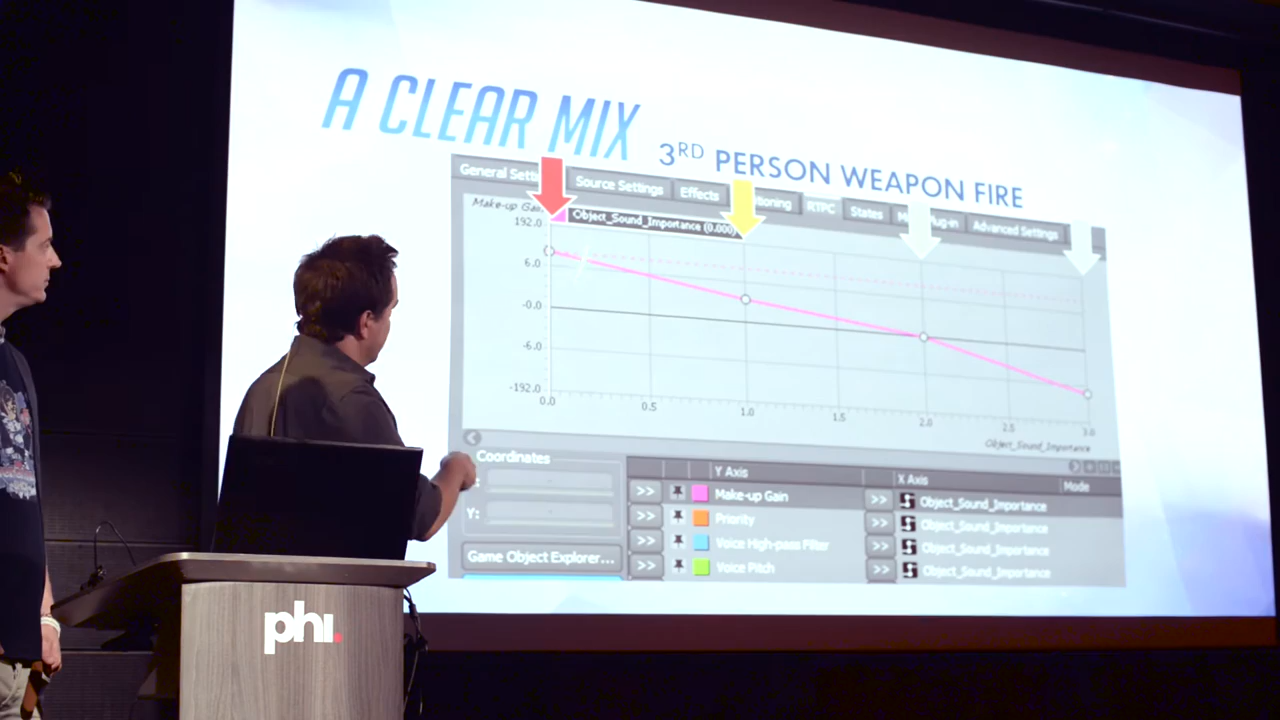 A CLEAR MIX
3RD PERSON WEAPON FIRE
General Source Settings Effects RTPC States Advanced Settings
Make-up Gain
192.0
Object_Sound_Importance (0.000)
6.0
-0.0
-6.0
-192.0
0.0 0.5 1.0 1.5 2.0 2.5 3.0
Object_Sound_Importance
Coordinates
Y Axis X Axis Mode
>> Make-up Gain >> Object_Sound_Importance
Y:
>> Priority >> Object_Sound_Importance
>> Voice High-pass Filter >> Object_Sound_Importance
Game Object Explorer...
>> Voice Pitch >> Object_Sound_Importance
phi.